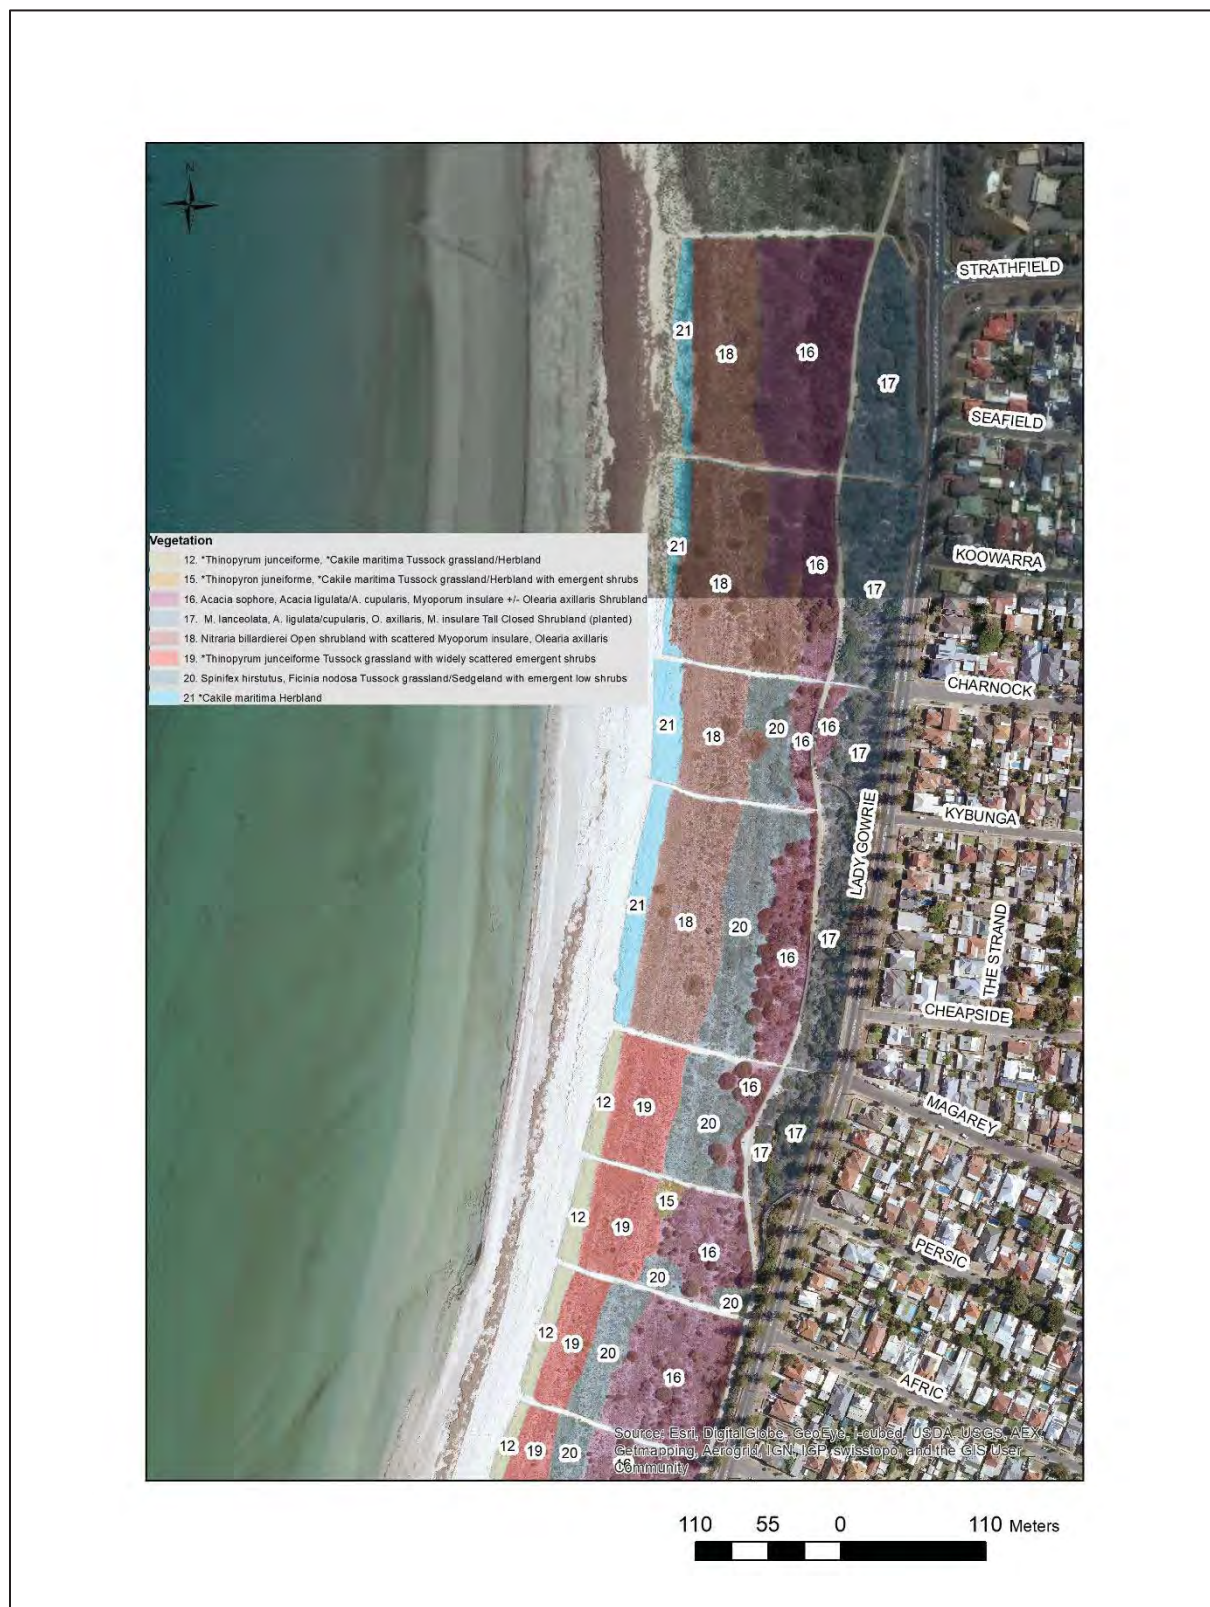 N
STRATHFIELD
21
18
16
17
SEAFIELD
21
18
16
17
KOOWARRA
Vegetation
12. *Thinopyrum junceiforme, *Cakile maritima Tussock grassland/Herbland
15. *Thinopyron juneiforme, *Cakile maritima Tussock grassland/Herbland with emergent shrubs
16. Acacia sophore, Acacia ligulata/A. cupularis, Myoporum insulare +/- Olearia axillaris Shrubland
17. M. lanceolata, A. ligulata/cupularis, O. axillaris, M. insulare Tall Closed Shrubland (planted)
18. Nitraria billardierei Open shrubland with scattered Myoporum insulare, Olearia axillaris
19. *Thinopyrum junceiforme Tussock grassland with widely scattered emergent shrubs
20. Spinifex hirstutus, Ficinia nodosa Tussock grassland/Sedgeland with emergent low shrubs
21 *Cakile maritima Herbland
CHARNOCK
21
18
20
16
16
17
KYBUNGA
LADY GOWRIE
21
18
20
16
17
THE STRAND
CHEAPSIDE
12
19
20
16
17
17
MAGAREY
12
19
15
16
20
20
PERSIC
12
19
20
16
AFRIC
12
19
20
16
Source: Esri, DigitalGlobe, GeoEye, i-cubed, USDA, USGS, AEX,
Getmapping, Aerogrid, IGN, IGP, swisstopo, and the GIS User
Community
110 55 0 110 Meters